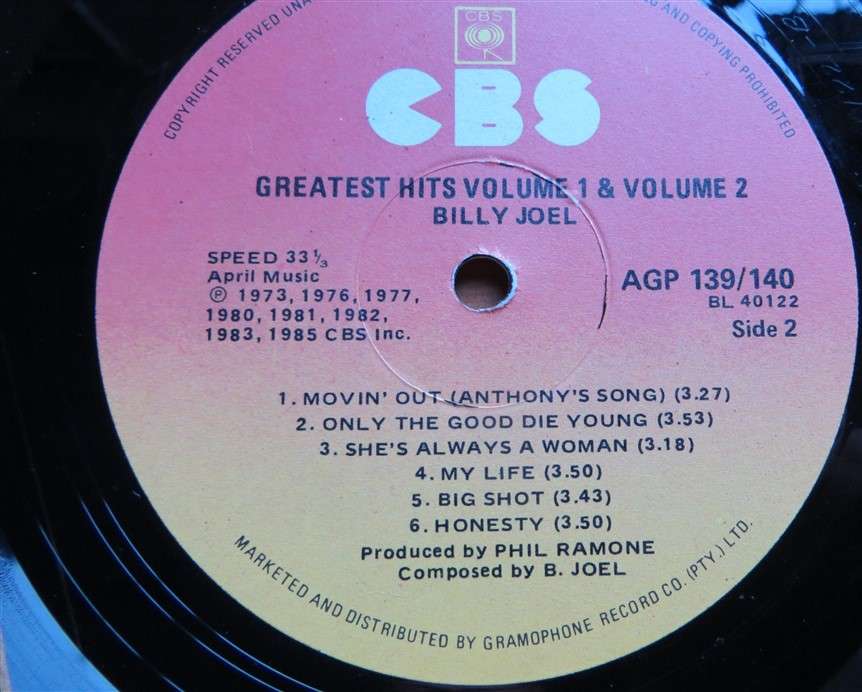 COPYRIGHT RESERVED
AND COPYING PROHIBITED
CBS
CBS
GREATEST HITS VOLUME 1 & VOLUME 2
BILLY JOEL
SPEED 33⅓
April Music
℗ 1973, 1976, 1977,
1980, 1981, 1982,
1983, 1985 CBS Inc.
AGP 139/140
BL 40122
Side 2
1. MOVIN' OUT (ANTHONY'S SONG) (3.27)
2. ONLY THE GOOD DIE YOUNG (3.53)
3. SHE'S ALWAYS A WOMAN (3.18)
4. MY LIFE (3.50)
5. BIG SHOT (3.43)
6. HONESTY (3.50)
Produced by PHIL RAMONE
Composed by B. JOEL
MARKETED AND DISTRIBUTED BY GRAMOPHONE RECORD CO. (PTY.) LTD.